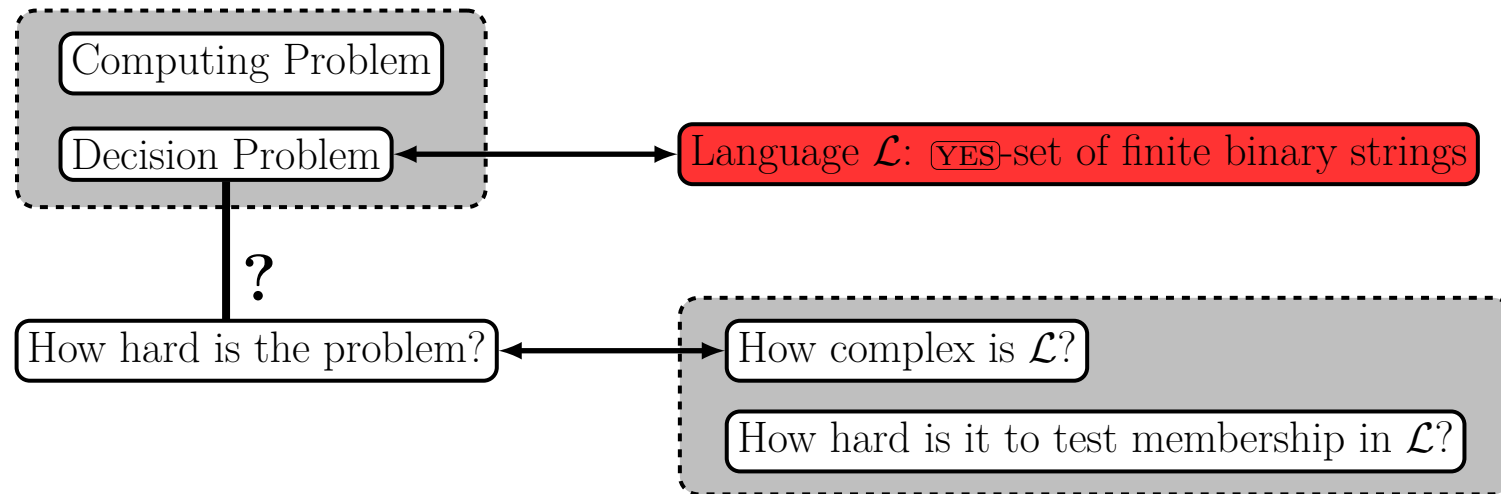 Computing Problem
Decision Problem
Language 𝓛: YES-set of finite binary strings
?
How hard is the problem?
How complex is 𝓛?
How hard is it to test membership in 𝓛?